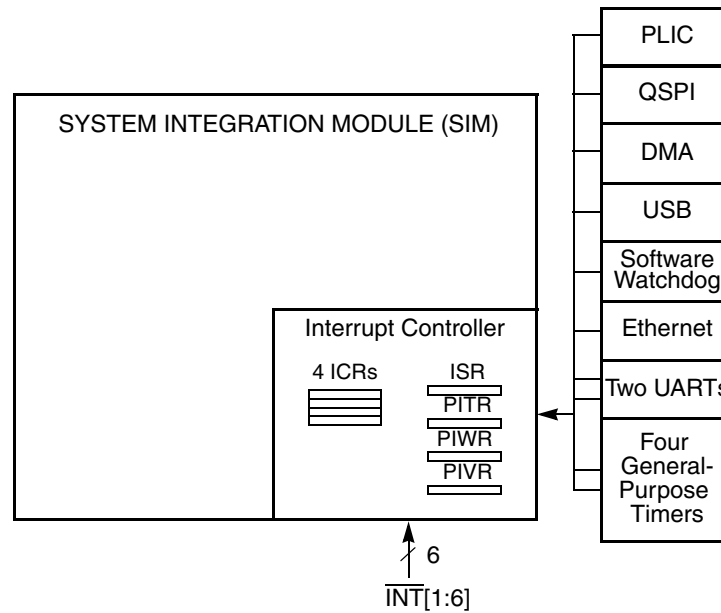 SYSTEM INTEGRATION MODULE (SIM)
Interrupt Controller
4 ICRs
ISR
PITR
PIWR
PIVR
6
INT[1:6]
PLIC
QSPI
DMA
USB
Software
Watchdog
Ethernet
Two UARTs
Four
General-
Purpose
Timers